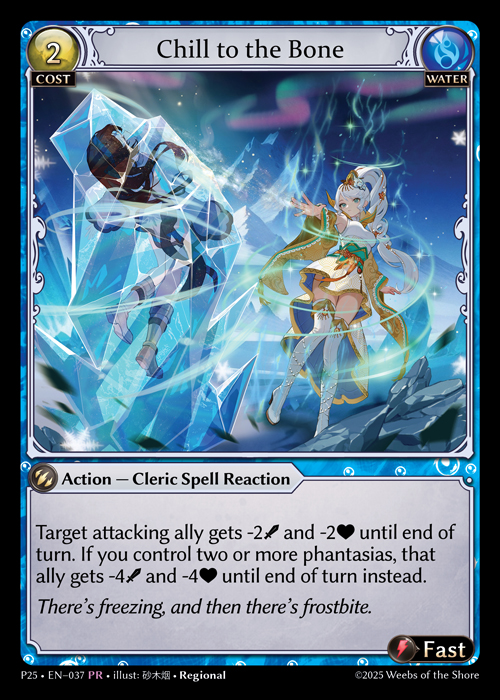 2
Chill to the Bone
COST
WATER
Action — Cleric Spell Reaction
Target attacking ally gets -2 and -2 until end of
turn. If you control two or more phantasias, that
ally gets -4 and -4 until end of turn instead.
There's freezing, and then there's frostbite.
Fast
P25 • EN–037 PR • illust: 砂木烟 • Regional
©2025 Weebs of the Shore